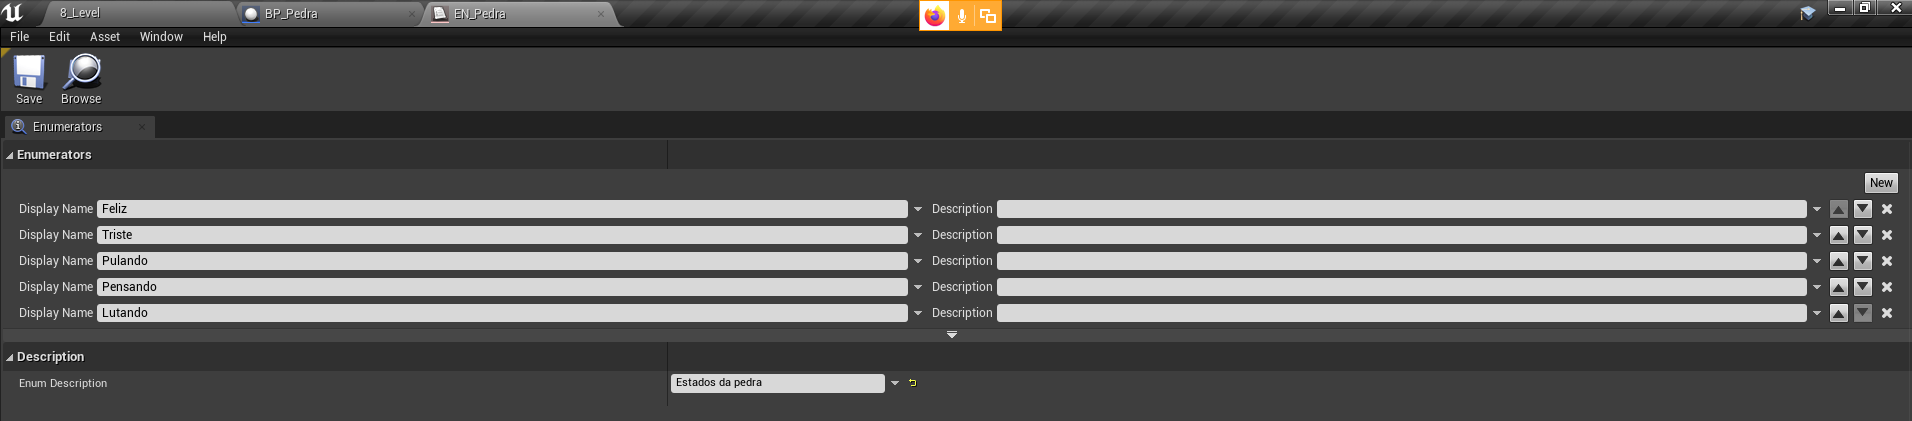 8_Level BP_Pedra EN_Pedra
File Edit Asset Window Help
Save Browse
Enumerators
Enumerators
New
Display Name Feliz Description
Display Name Triste Description
Display Name Pulando Description
Display Name Pensando Description
Display Name Lutando Description
Description
Enum Description Estados da pedra